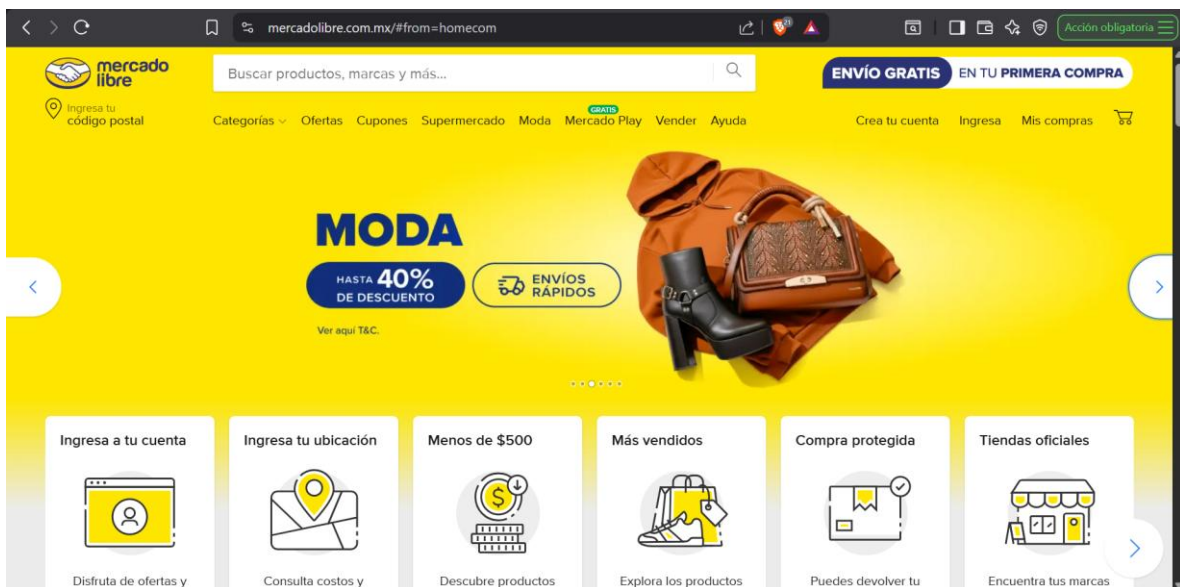 mercadolibre.com.mx/#from=homecom
21
Acción obligatoria
mercado
libre
Buscar productos, marcas y más...
ENVÍO GRATIS EN TU PRIMERA COMPRA
Ingresa tu
código postal
GRATIS
Categorías Ofertas Cupones Supermercado Moda Mercado Play Vender Ayuda Crea tu cuenta Ingresa Mis compras
MODA
HASTA 40%
DE DESCUENTO
ENVÍOS
RÁPIDOS
Ver aquí T&C.
Ingresa a tu cuenta
Ingresa tu ubicación
Menos de $500
Más vendidos
Compra protegida
Tiendas oficiales
Disfruta de ofertas y
Consulta costos y
Descubre productos
Explora los productos
Puedes devolver tu
Encuentra tus marcas